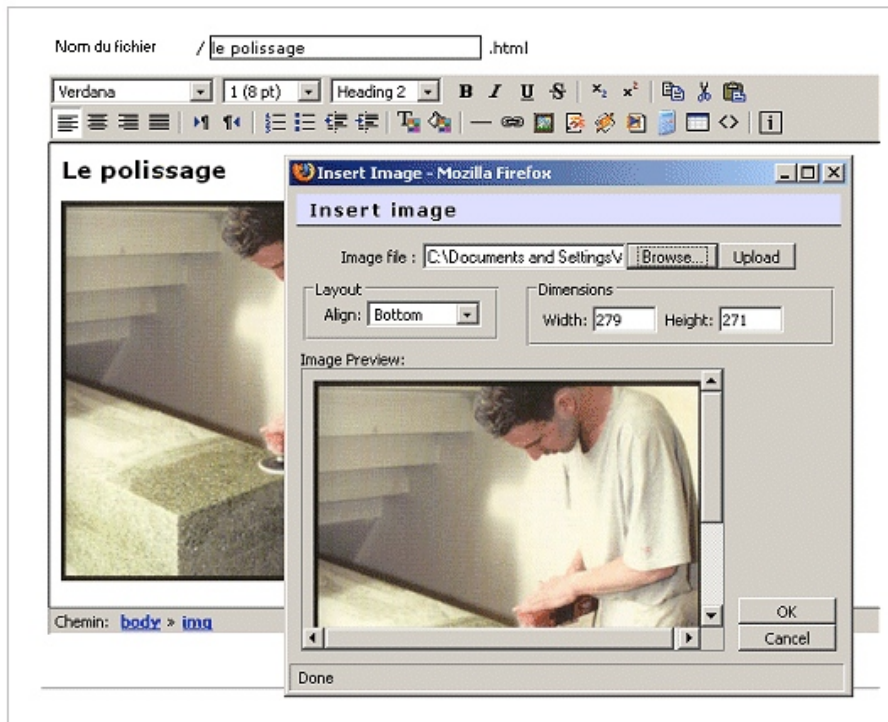 Nom du fichier / le polissage .html
Verdana 1 (8 pt) Heading 2 B I U S x₂ x²
Le polissage
Insert Image - Mozilla Firefox
Insert image
Image file : C:\Documents and Settings\ Browse... Upload
Layout
Align: Bottom
Dimensions
Width: 279 Height: 271
Image Preview:
OK
Cancel
Chemin: body » img
Done